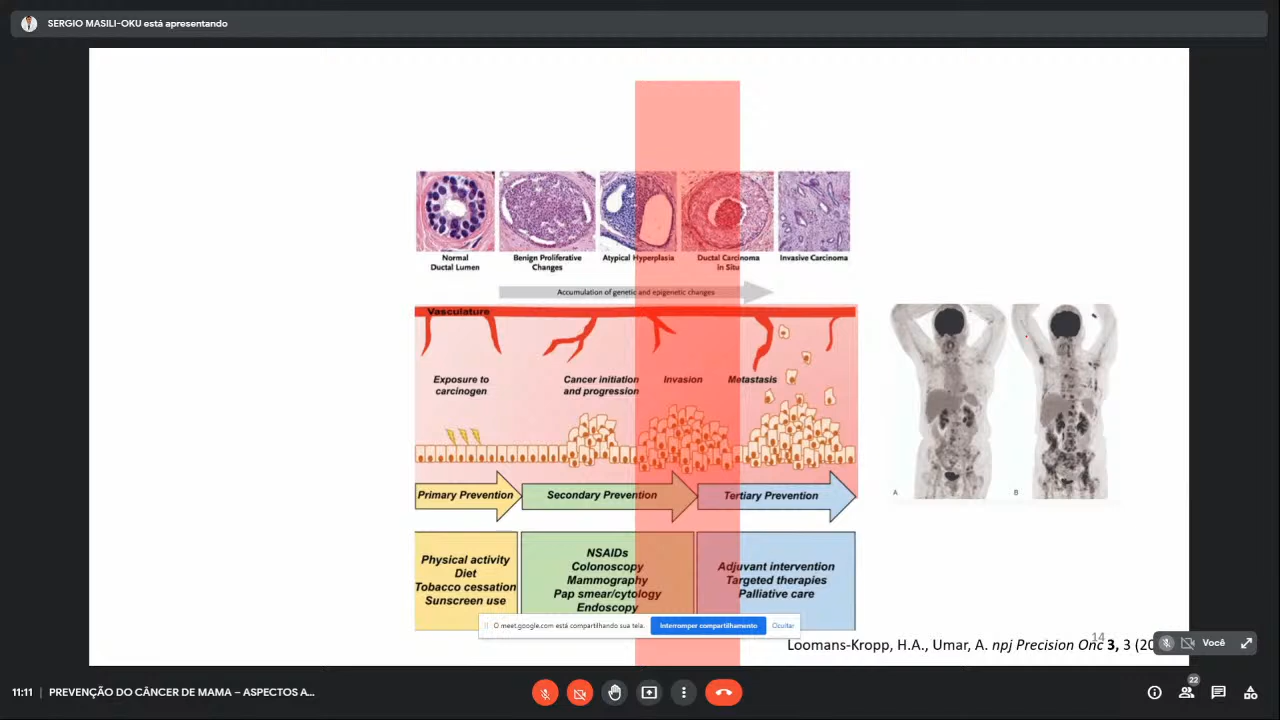 SERGIO MASILI-OKU está apresentando
Normal
Ductal Lumen
Benign Proliferative
Changes
Atypical Hyperplasia
Ductal Carcinoma
in Situ
Invasive Carcinoma
Accumulation of genetic and epigenetic changes
Vasculature
Exposure to
carcinogen
Cancer initiation
and progression
Invasion
Metastasis
Primary Prevention
Secondary Prevention
Tertiary Prevention
Physical activity
Diet
Tobacco cessation
Sunscreen use
NSAIDs
Colonoscopy
Mammography
Pap smear/cytology
Endoscopy
Adjuvant intervention
Targeted therapies
Palliative care
A
B
O meet.google.com está compartilhando sua tela.
Interromper compartilhamento
Ocultar
14
Loomans-Kropp, H.A., Umar, A. npj Precision Onc 3, 3 (20
Você
11:11 | PREVENÇÃO DO CÂNCER DE MAMA – ASPECTOS A...
22